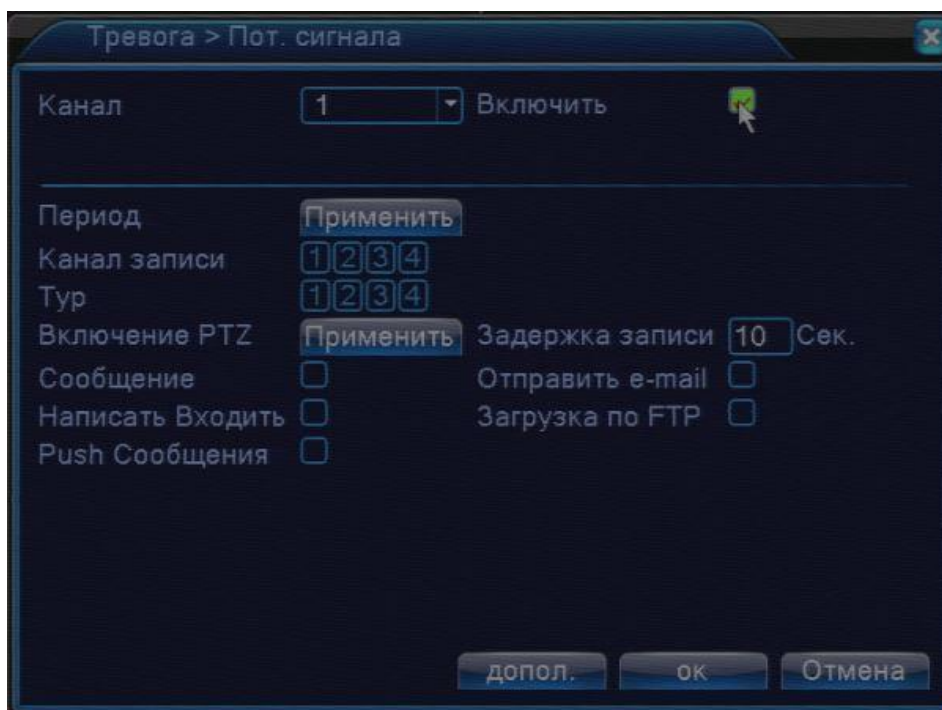 Тревога > Пот. сигнала
Канал 1 Включить
Период Применить
Канал записи 1 2 3 4
Тур 1 2 3 4
Включение PTZ Применить Задержка записи 10 Сек.
Сообщение Отправить e-mail
Написать Входить Загрузка по FTP
Push Сообщения
допол. ок Отмена